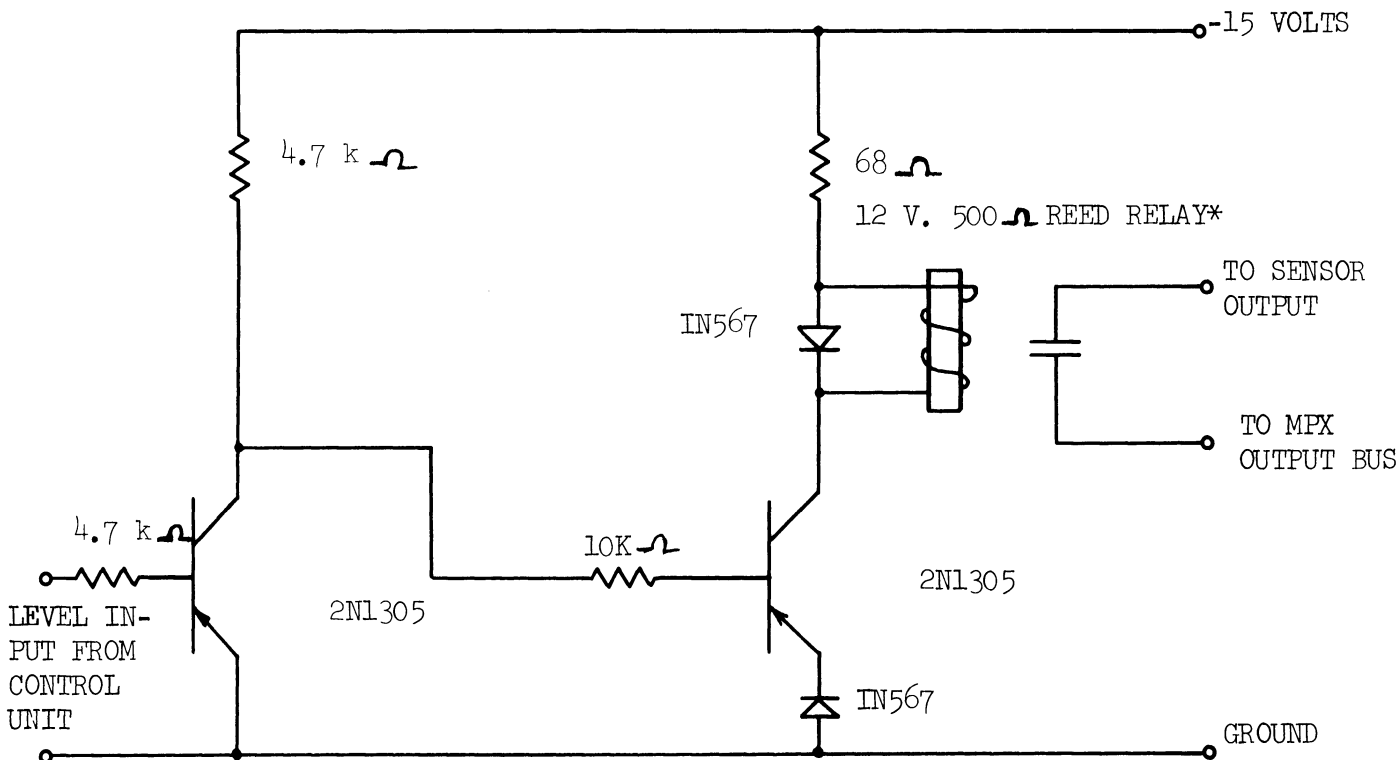 -15 VOLTS
4.7 k Ω
68 Ω
12 V. 500 Ω REED RELAY*
TO SENSOR
OUTPUT
IN567
TO MPX
OUTPUT BUS
4.7 k Ω
10K Ω
2N1305
2N1305
LEVEL IN-
PUT FROM
CONTROL
UNIT
IN567
GROUND